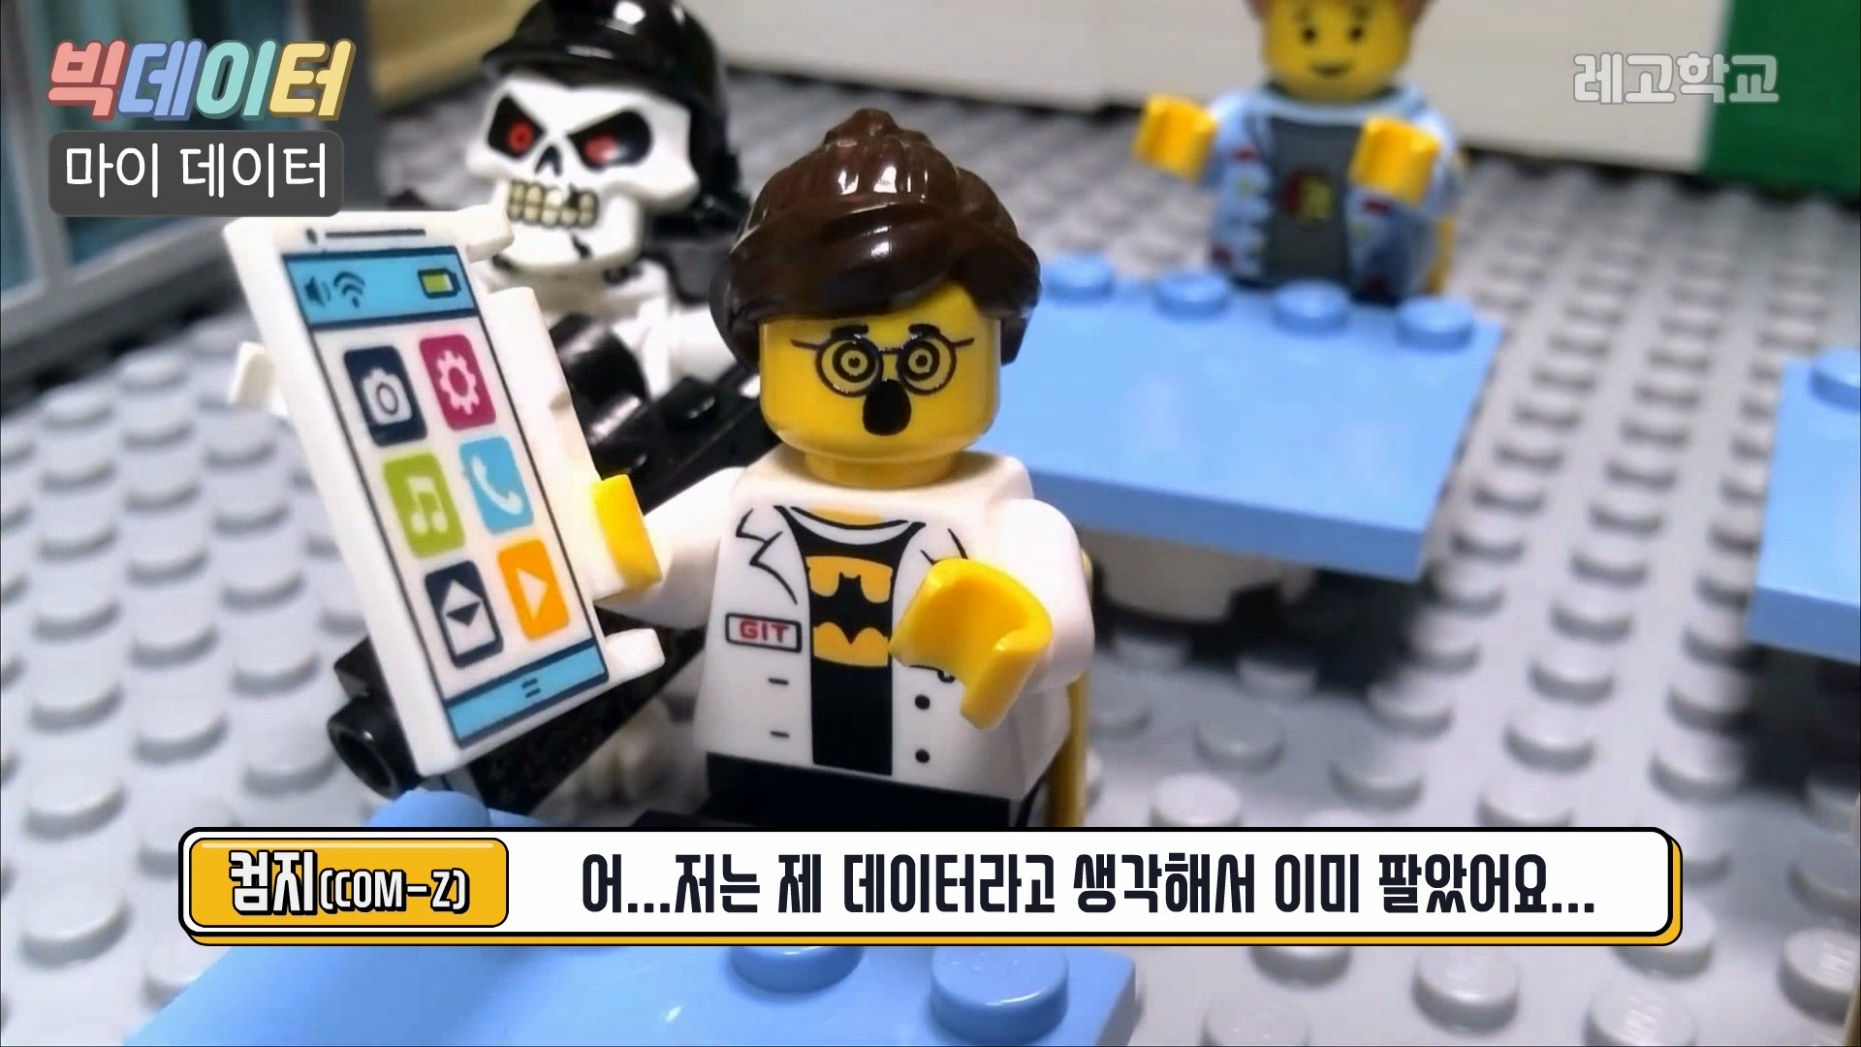 빅데이터
마이 데이터
레고학교
GIT
컴지(COM-Z)
어...저는 제 데이터라고 생각해서 이미 팔았어요...